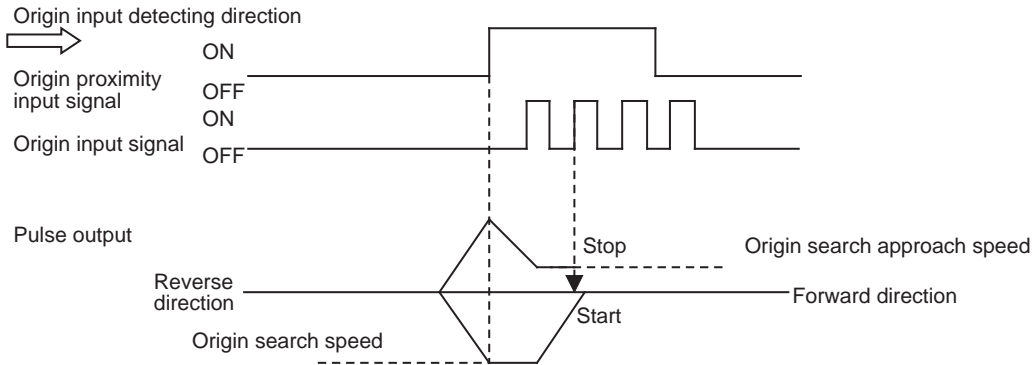 Origin input detecting direction
ON
Origin proximity
input signal
OFF
ON
Origin input signal
OFF
Pulse output
Stop
Origin search approach speed
Reverse
direction
Forward direction
Start
Origin search speed